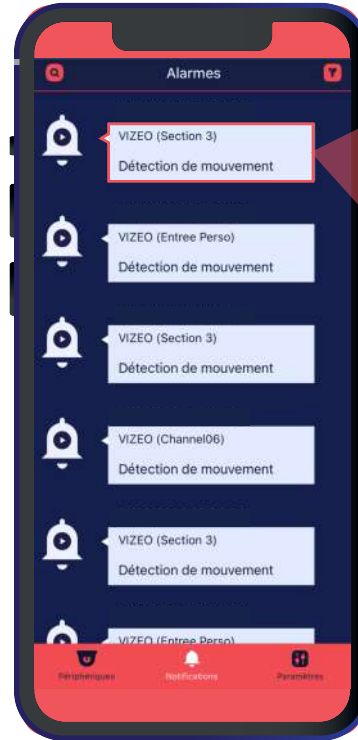 Alarmes
VIZEO (Section 3)
Détection de mouvement
VIZEO (Entree Perso)
Détection de mouvement
VIZEO (Section 3)
Détection de mouvement
VIZEO (Channel06)
Détection de mouvement
VIZEO (Section 3)
Détection de mouvement
VIZEO (Entree Perso)
Périphériques Notifications Paramètres